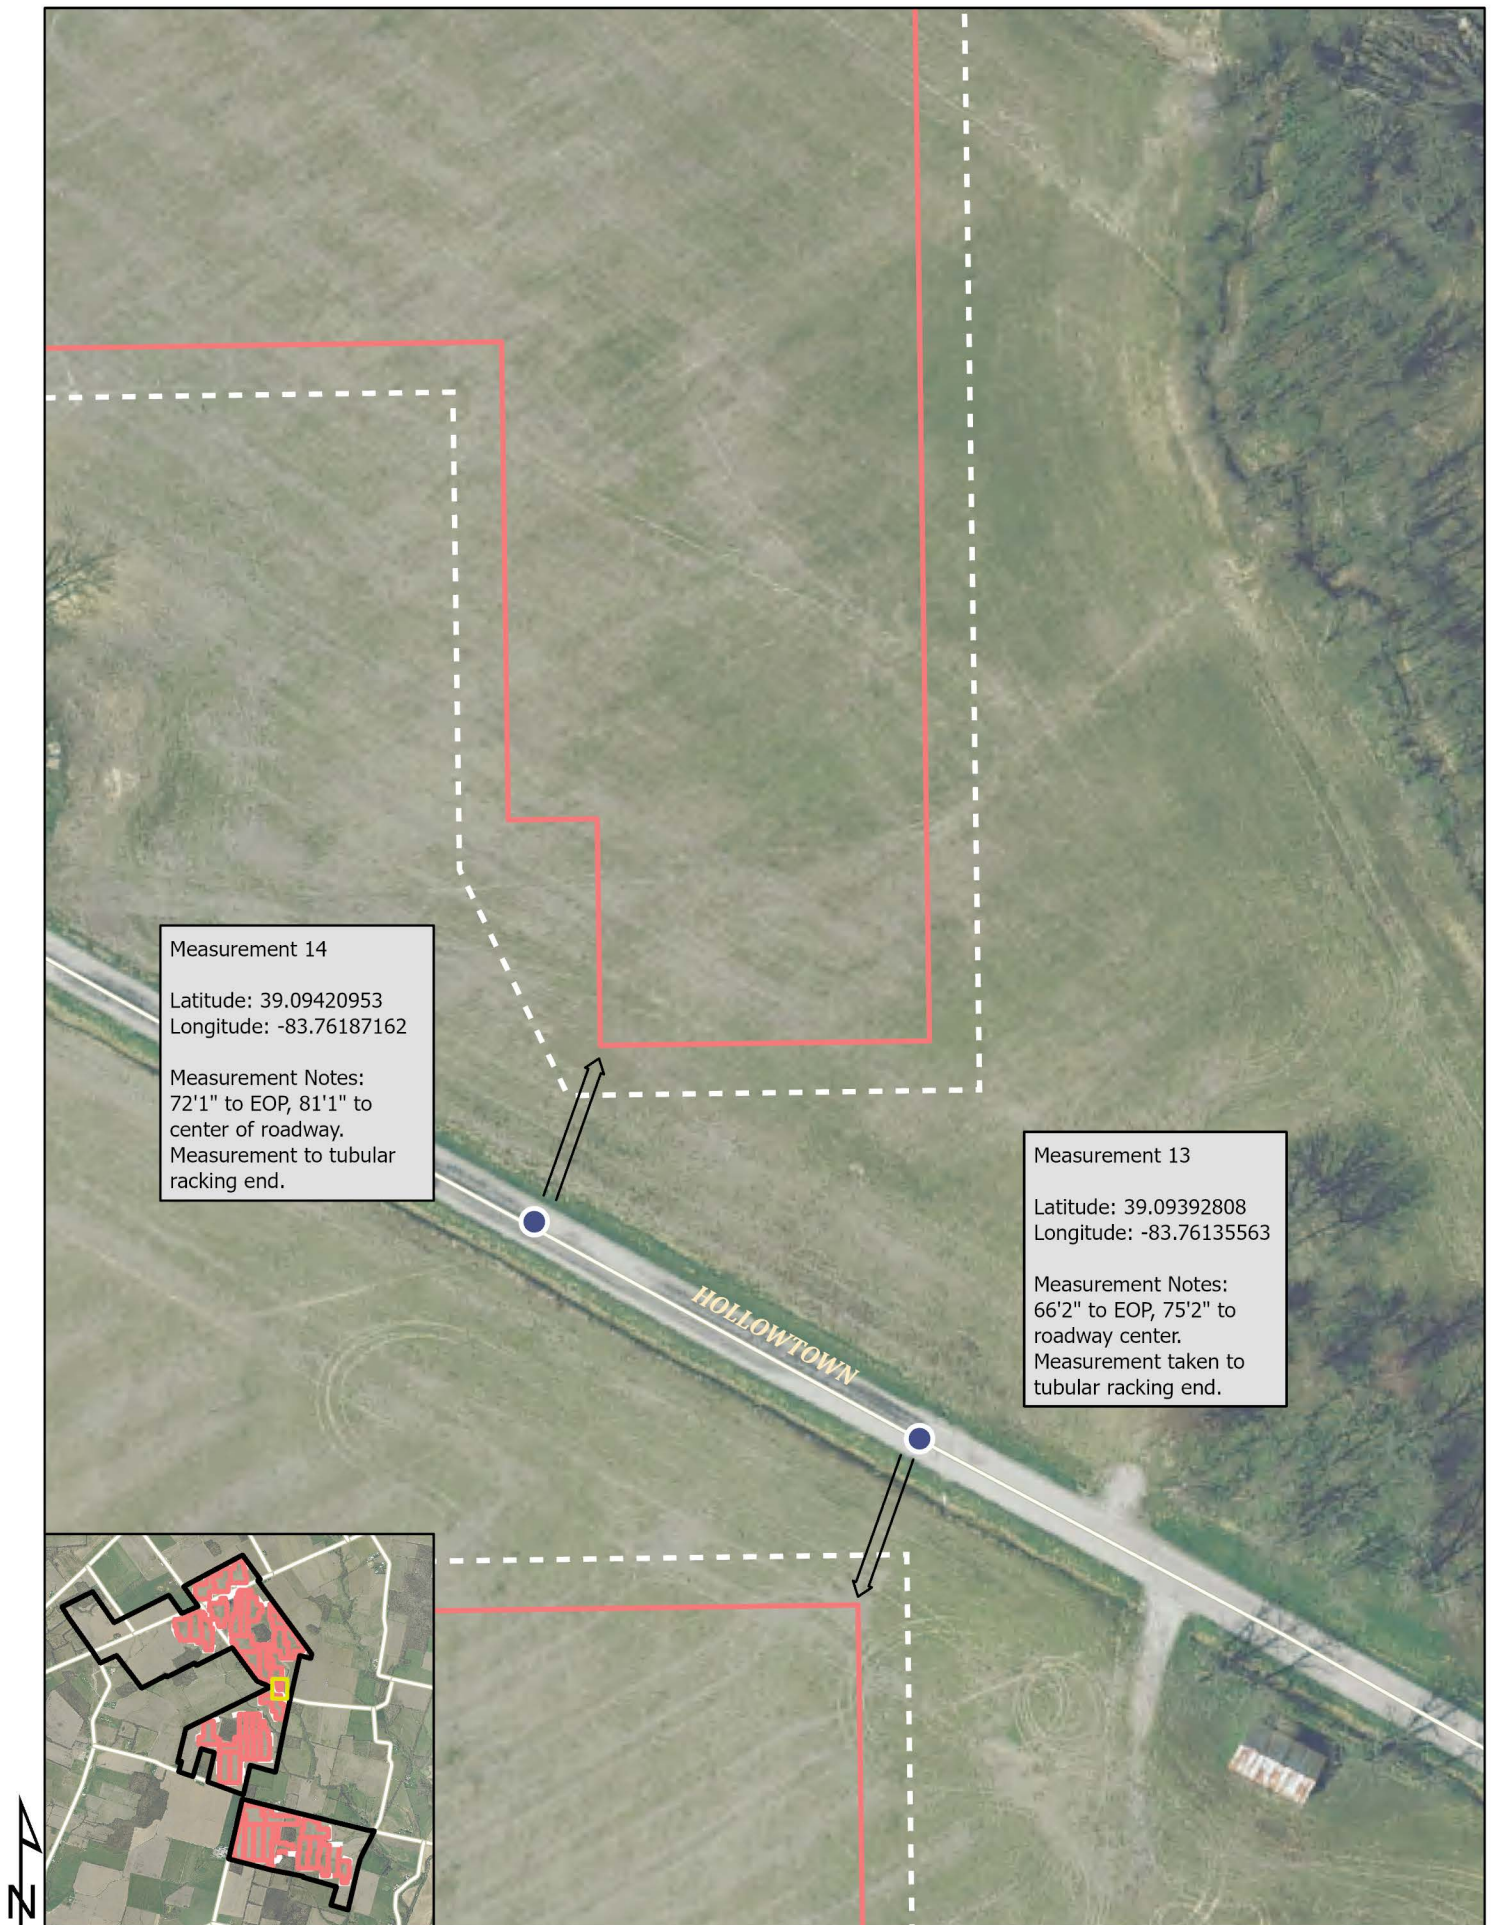 Measurement 14
Latitude: 39.09420953
Longitude: -83.76187162
Measurement Notes:
72'1" to EOP, 81'1" to
center of roadway.
Measurement to tubular
racking end.
Measurement 13
Latitude: 39.09392808
Longitude: -83.76135563
Measurement Notes:
66'2" to EOP, 75'2" to
roadway center.
Measurement taken to
tubular racking end.
HOLLOWTOWN
N